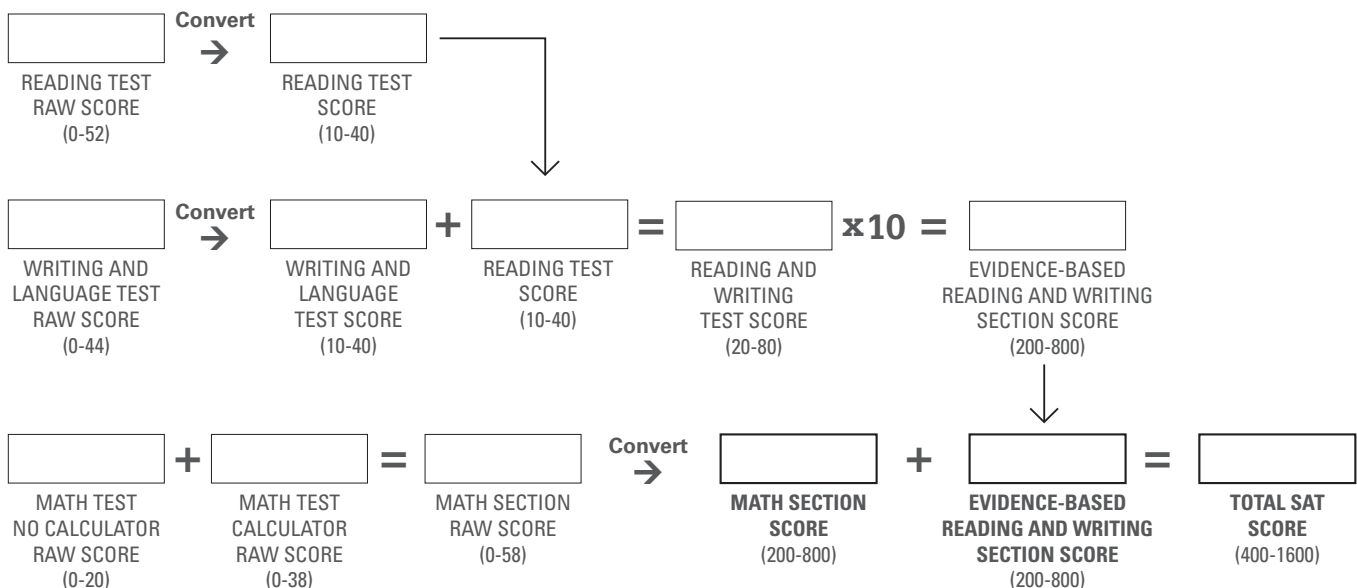 Convert
→
READING TEST
RAW SCORE
(0-52)
READING TEST
SCORE
(10-40)
Convert
→
+
=
x10 =
WRITING AND
LANGUAGE TEST
RAW SCORE
(0-44)
WRITING AND
LANGUAGE
TEST SCORE
(10-40)
READING TEST
SCORE
(10-40)
READING AND
WRITING
TEST SCORE
(20-80)
EVIDENCE-BASED
READING AND WRITING
SECTION SCORE
(200-800)
+
=
Convert
→
+
=
MATH TEST
NO CALCULATOR
RAW SCORE
(0-20)
MATH TEST
CALCULATOR
RAW SCORE
(0-38)
MATH SECTION
RAW SCORE
(0-58)
MATH SECTION
SCORE
(200-800)
EVIDENCE-BASED
READING AND WRITING
SECTION SCORE
(200-800)
TOTAL SAT
SCORE
(400-1600)